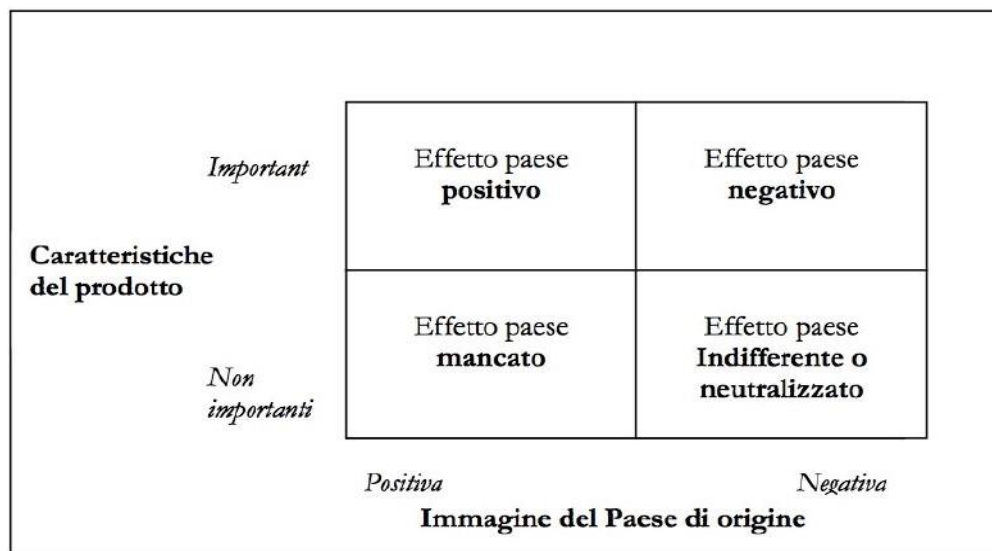 Important
Effetto paese
positivo
Effetto paese
negativo
Caratteristiche
del prodotto
Non
importanti
Effetto paese
mancato
Effetto paese
Indifferente o
neutralizzato
Positiva
Negativa
Immagine del Paese di origine